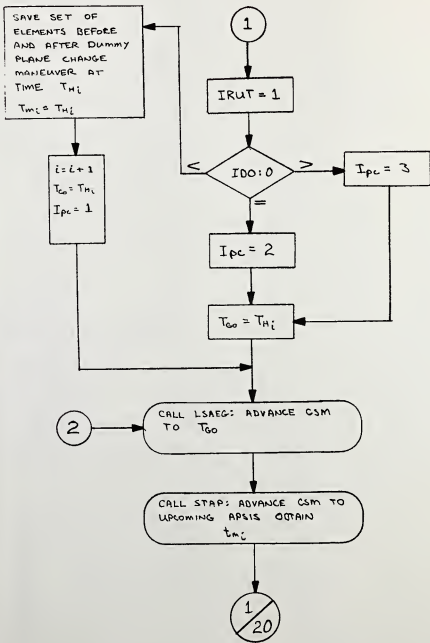 SAVE SET OF
ELEMENTS BEFORE
AND AFTER DUMMY
PLANE CHANGE
MANEUVER AT
TIME T_Hi
T_mi = T_Hi
1
IRUT = 1
IDO:0
<
>
=
I_pc = 3
i = i + 1
T_GO = T_Hi
I_pc = 1
I_pc = 2
T_GO = T_Hi
2
CALL LSAEG: ADVANCE CSM
TO T_GO
CALL STAP: ADVANCE CSM TO
UPCOMING APSIS OBTAIN
t_mi
1/20